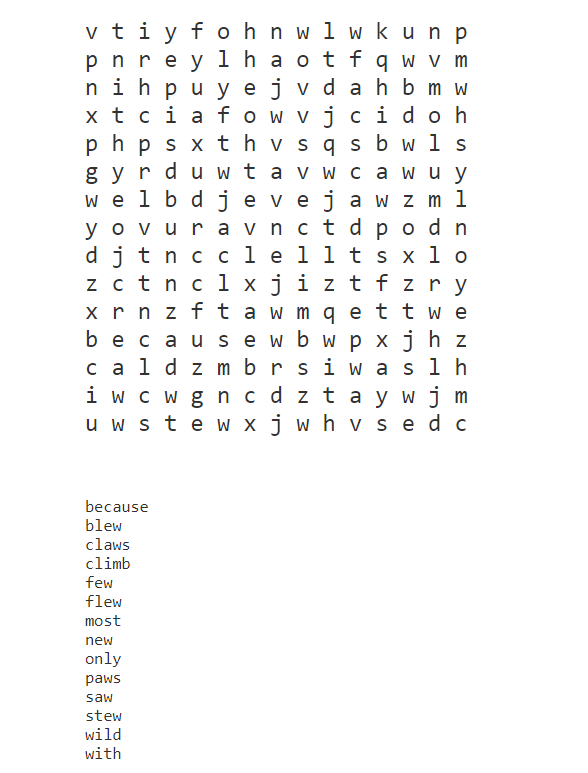 v t i y f o h n w l w k u n p
p n r e y l h a o t f q w v m
n i h p u y e j v d a h b m w
x t c i a f o w v j c i d o h
p h p s x t h v s q s b w l s
g y r d u w t a v w c a w u y
w e l b d j e v e j a w z m l
y o v u r a v n c t d p o d n
d j t n c c l e l l t s x l o
z c t n c l x j i z t f z r y
x r n z f t a w m q e t t w e
b e c a u s e w b w p x j h z
c a l d z m b r s i w a s l h
i w c w g n c d z t a y w j m
u w s t e w x j w h v s e d c
because
blew
claws
climb
few
flew
most
new
only
paws
saw
stew
wild
with